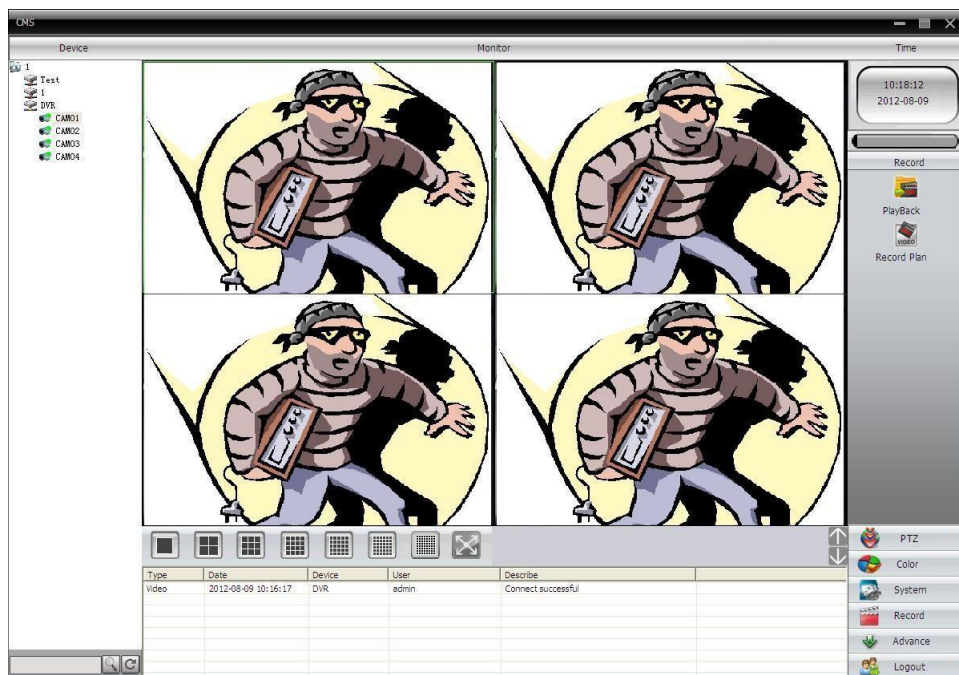 CMS
Device Monitor Time
1
Test
1
DVR
CAM01
CAM02
CAM03
CAM04
10:18:12
2012-08-09
Record
PlayBack
VIDEO
Record Plan
PTZ
Color
System
Record
Advance
Logout
Type Date Device User Describe
Video 2012-08-09 10:16:17 DVR admin Connect successful